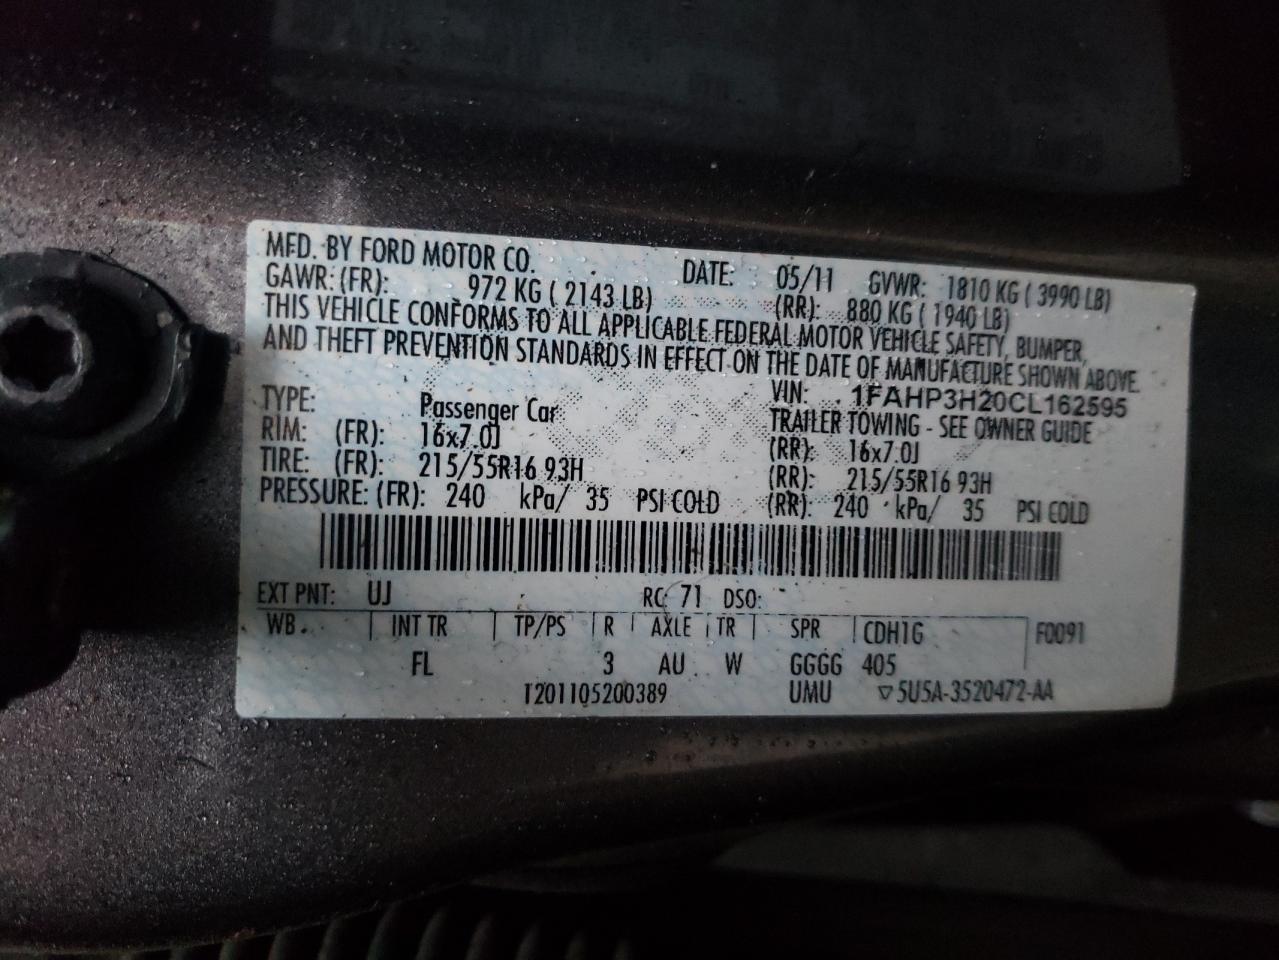 MFD. BY FORD MOTOR CO. DATE: 05/11 GVWR: 1810 KG ( 3990 LB)
GAWR: (FR): 972 KG ( 2143 LB) (RR): 880 KG ( 1940 LB)
THIS VEHICLE CONFORMS TO ALL APPLICABLE FEDERAL MOTOR VEHICLE SAFETY, BUMPER,
AND THEFT PREVENTION STANDARDS IN EFFECT ON THE DATE OF MANUFACTURE SHOWN ABOVE.
VIN: 1FAHP3H20CL162595
TYPE: Passenger Car TRAILER TOWING - SEE OWNER GUIDE
RIM: (FR): 16x7.0J (RR): 16x7.0J
TIRE: (FR): 215/55R16 93H (RR): 215/55R16 93H
PRESSURE: (FR): 240 kPa/ 35 PSI COLD (RR): 240 kPa/ 35 PSI COLD
EXT PNT: UJ RC: 71 DSO:
WB INT TR TP/PS R AXLE TR SPR CDH1G F0091
FL 3 AU W GGGG 405
T201105200389 UMU ▽5U5A-3520472-AA